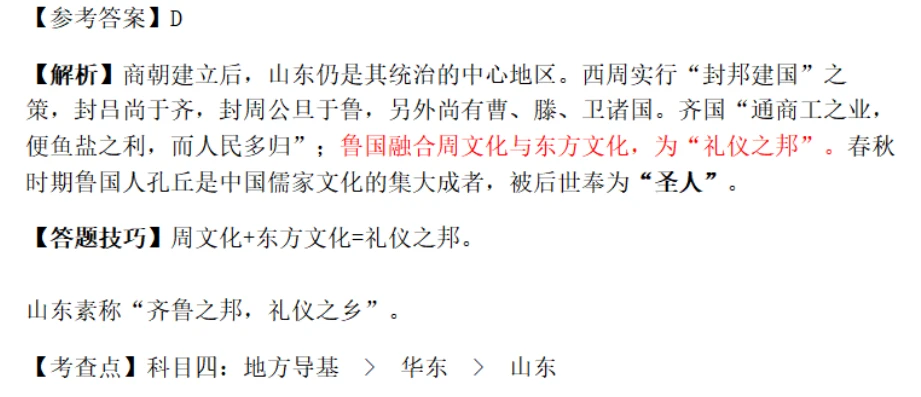 【参考答案】D
【解析】商朝建立后，山东仍是其统治的中心地区。西周实行“封邦建国”之
策，封吕尚于齐，封周公旦于鲁，另外尚有曹、滕、卫诸国。齐国“通商工之业，
便鱼盐之利，而人民多归”；鲁国融合周文化与东方文化，为“礼仪之邦”。春秋
时期鲁国人孔丘是中国儒家文化的集大成者，被后世奉为“圣人”。
【答题技巧】周文化+东方文化=礼仪之邦。
山东素称“齐鲁之邦，礼仪之乡”。
【考查点】科目四：地方导基 > 华东 > 山东